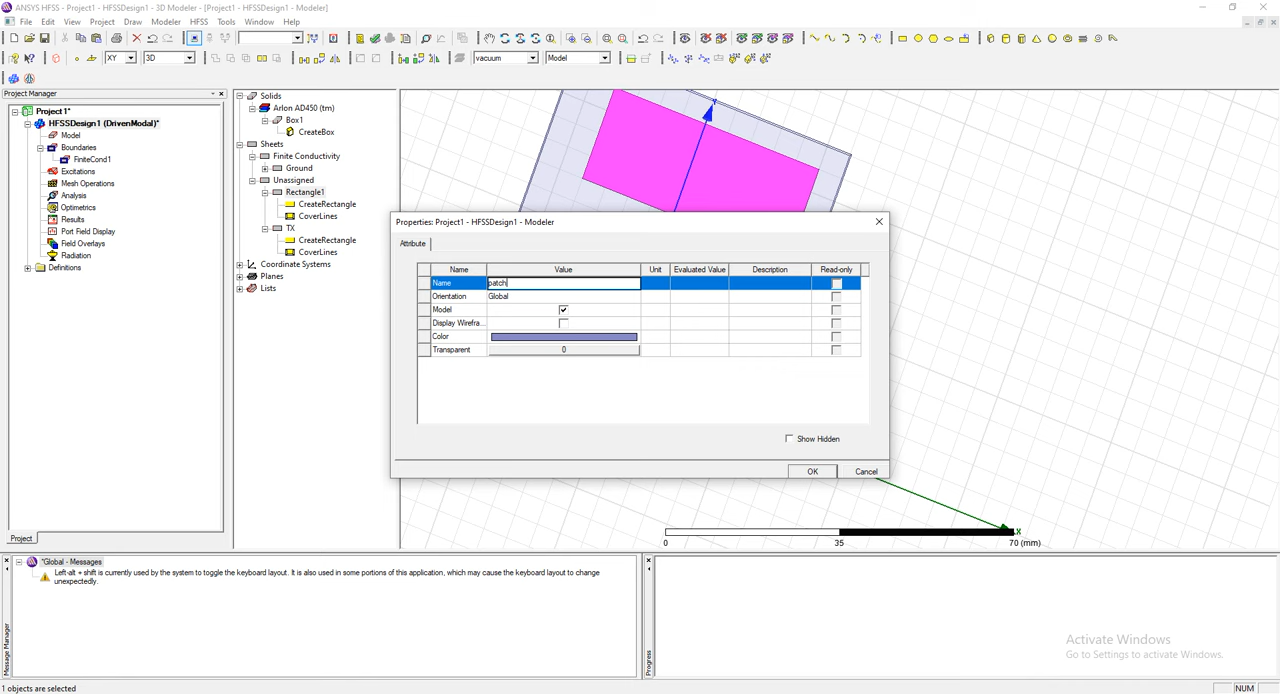 ANSYS HFSS - Project1 - HFSSDesign1 - 3D Modeler - [Project1 - HFSSDesign1 - Modeler]
File Edit View Project Draw Modeler HFSS Tools Window Help
XY 3D vacuum Model
Project Manager
Project1*
HFSSDesign1 (DrivenModal)*
Model
Boundaries
FiniteCond1
Excitations
Mesh Operations
Analysis
Optimetrics
Results
Port Field Display
Field Overlays
Radiation
Definitions
Project
Solids
Arlon AD450 (tm)
Box1
CreateBox
Sheets
Finite Conductivity
Ground
Unassigned
Rectangle1
CreateRectangle
CoverLines
TX
CreateRectangle
CoverLines
Coordinate Systems
Planes
Lists
Y
Properties: Project1 - HFSSDesign1 - Modeler
Attribute
Name Value Unit Evaluated Value Description Read-only
Name patch
Orientation Global
Model
Display Wirefra...
Color
Transparent 0
Show Hidden
OK Cancel
X
0 35 70 (mm)
*Global - Messages
Left-alt + shift is currently used by the system to toggle the keyboard layout. It is also used in some portions of this application, which may cause the keyboard layout to change
unexpectedly.
Message Manager
Progress
Activate Windows
Go to Settings to activate Windows.
1 objects are selected
NUM